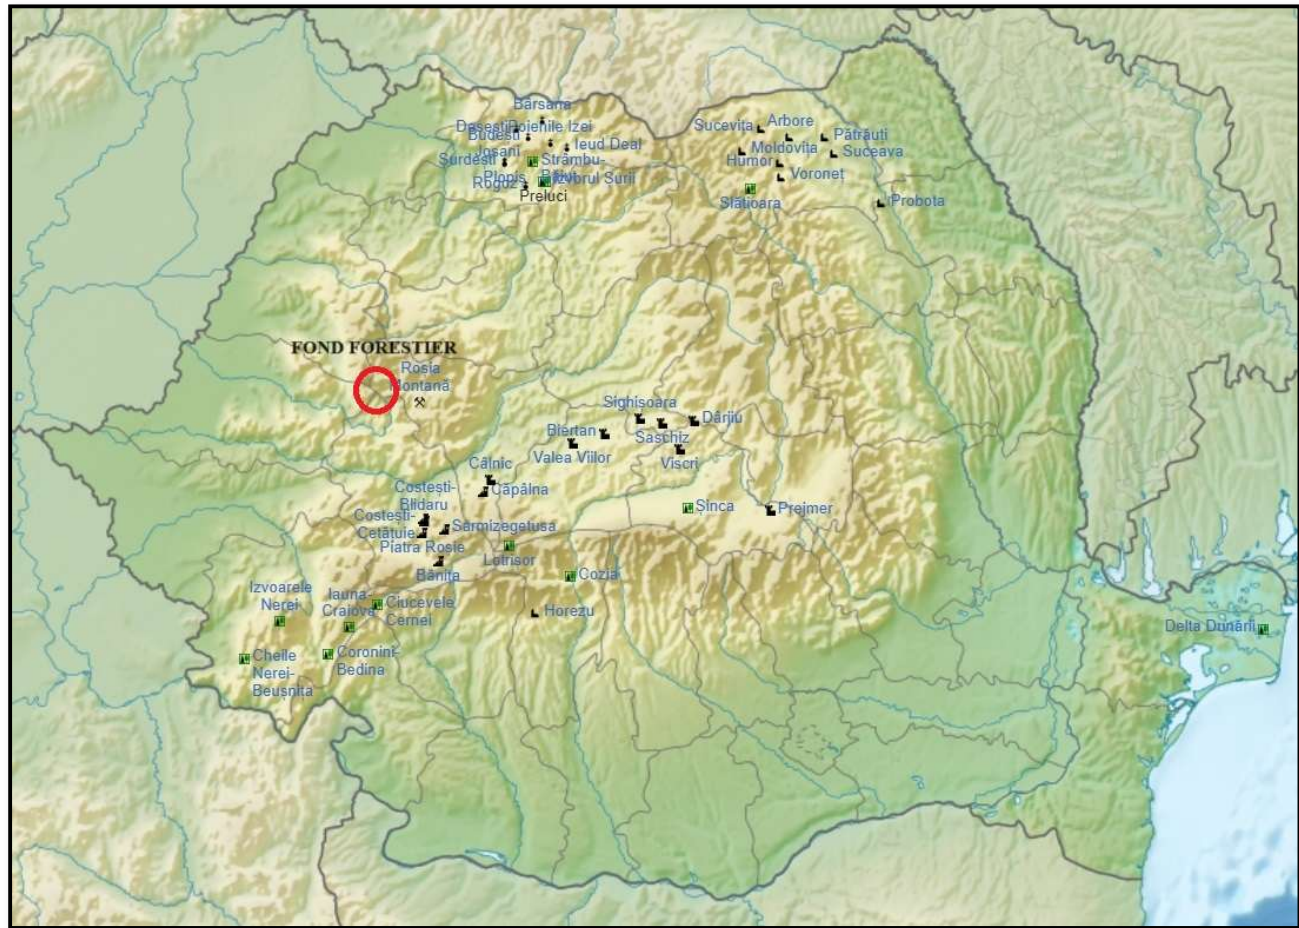 Bârsana
Desești
Poienile Izei
Budești
Josani
Ieud Deal
Surdești
Strâmbu-
Băiuț
Plopiș
Izvorul Surii
Rogoz
Preluci
Sucevița
Arbore
Pătrăuți
Moldovița
Suceava
Humor
Voroneț
Slătioara
Probota
FOND FORESTIER
Roșia
Montană
Sighișoara
Dârjiu
Biertan
Saschiz
Valea Viilor
Viscri
Câlnic
Căpâlna
Costești-
Blidaru
Costești-
Cetățuie
Sarmizegetusa
Piatra Roșie
Bănița
Șinca
Prejmer
Lotrisor
Cozia
Horezu
Izvoarele
Nerei
Iauna-
Craiova
Ciucevele
Cernei
Cheile
Nerei-
Beușnița
Coronini-
Bedina
Delta Dunării